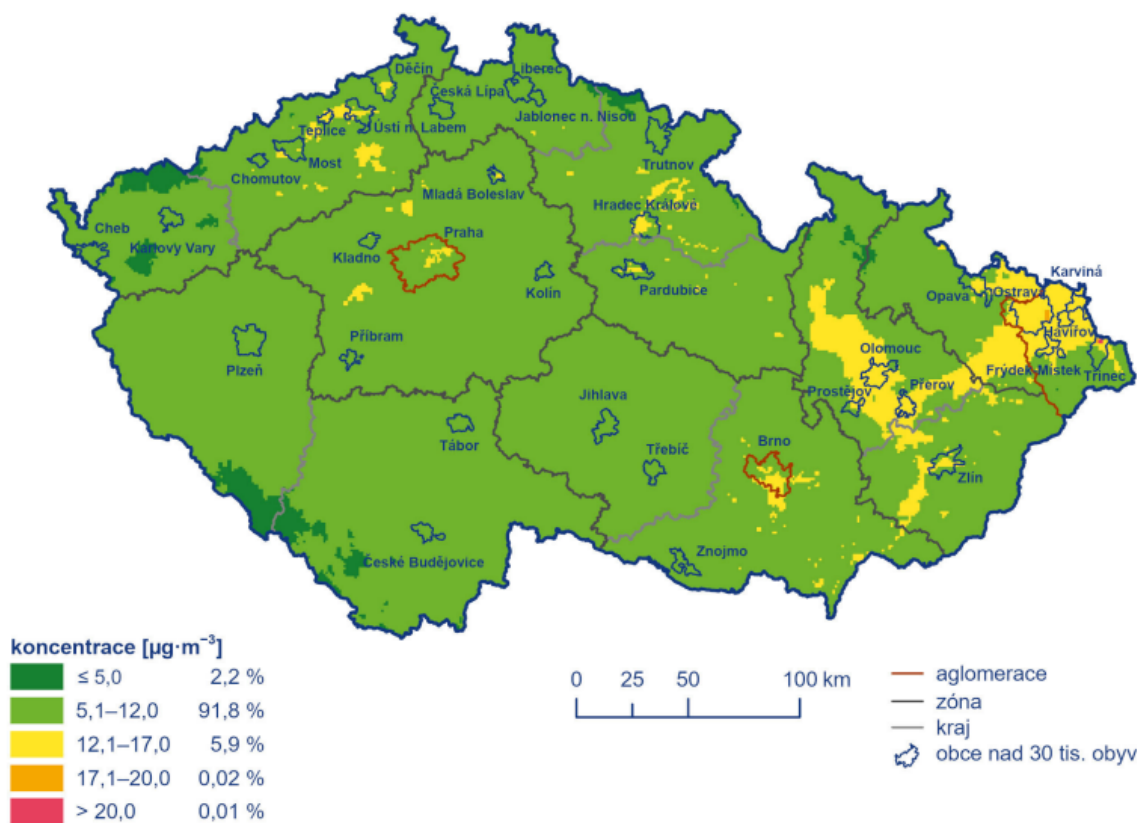 Děčín
Liberec
Česká Lípa
Jablonec n. Nisou
Teplice
Ústí n. Labem
Most
Chomutov
Trutnov
Mladá Boleslav
Hradec Králové
Cheb
Karlovy Vary
Praha
Kladno
Kolín
Pardubice
Karviná
Opava
Ostrava
Havířov
Příbram
Plzeň
Olomouc
Frýdek-Místek
Třinec
Prostějov
Přerov
Jihlava
Tábor
Třebíč
Brno
Zlín
Znojmo
České Budějovice
koncentrace [µg·m⁻³]
≤ 5,0 2,2 %
5,1–12,0 91,8 %
12,1–17,0 5,9 %
17,1–20,0 0,02 %
> 20,0 0,01 %
0 25 50 100 km
aglomerace
zóna
kraj
obce nad 30 tis. obyv